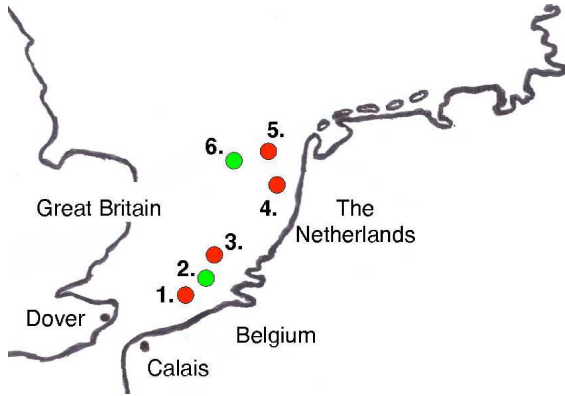 5.
6.
Great Britain
4.
The
Netherlands
3.
2.
1.
Dover
Belgium
Calais